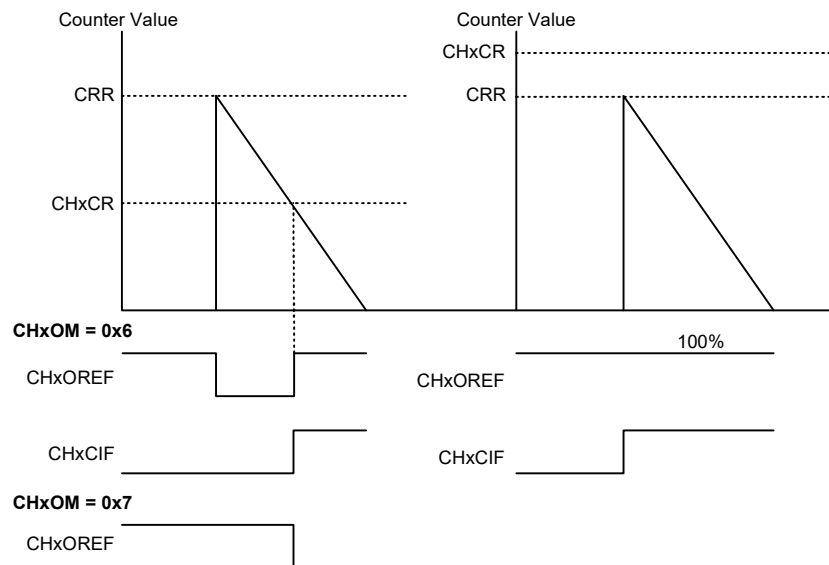 Counter Value
CRR
CHxCR
CHxOM = 0x6
CHxOREF
CHxCIF
CHxOM = 0x7
CHxOREF
Counter Value
CHxCR
CRR
100%
CHxOREF
CHxCIF